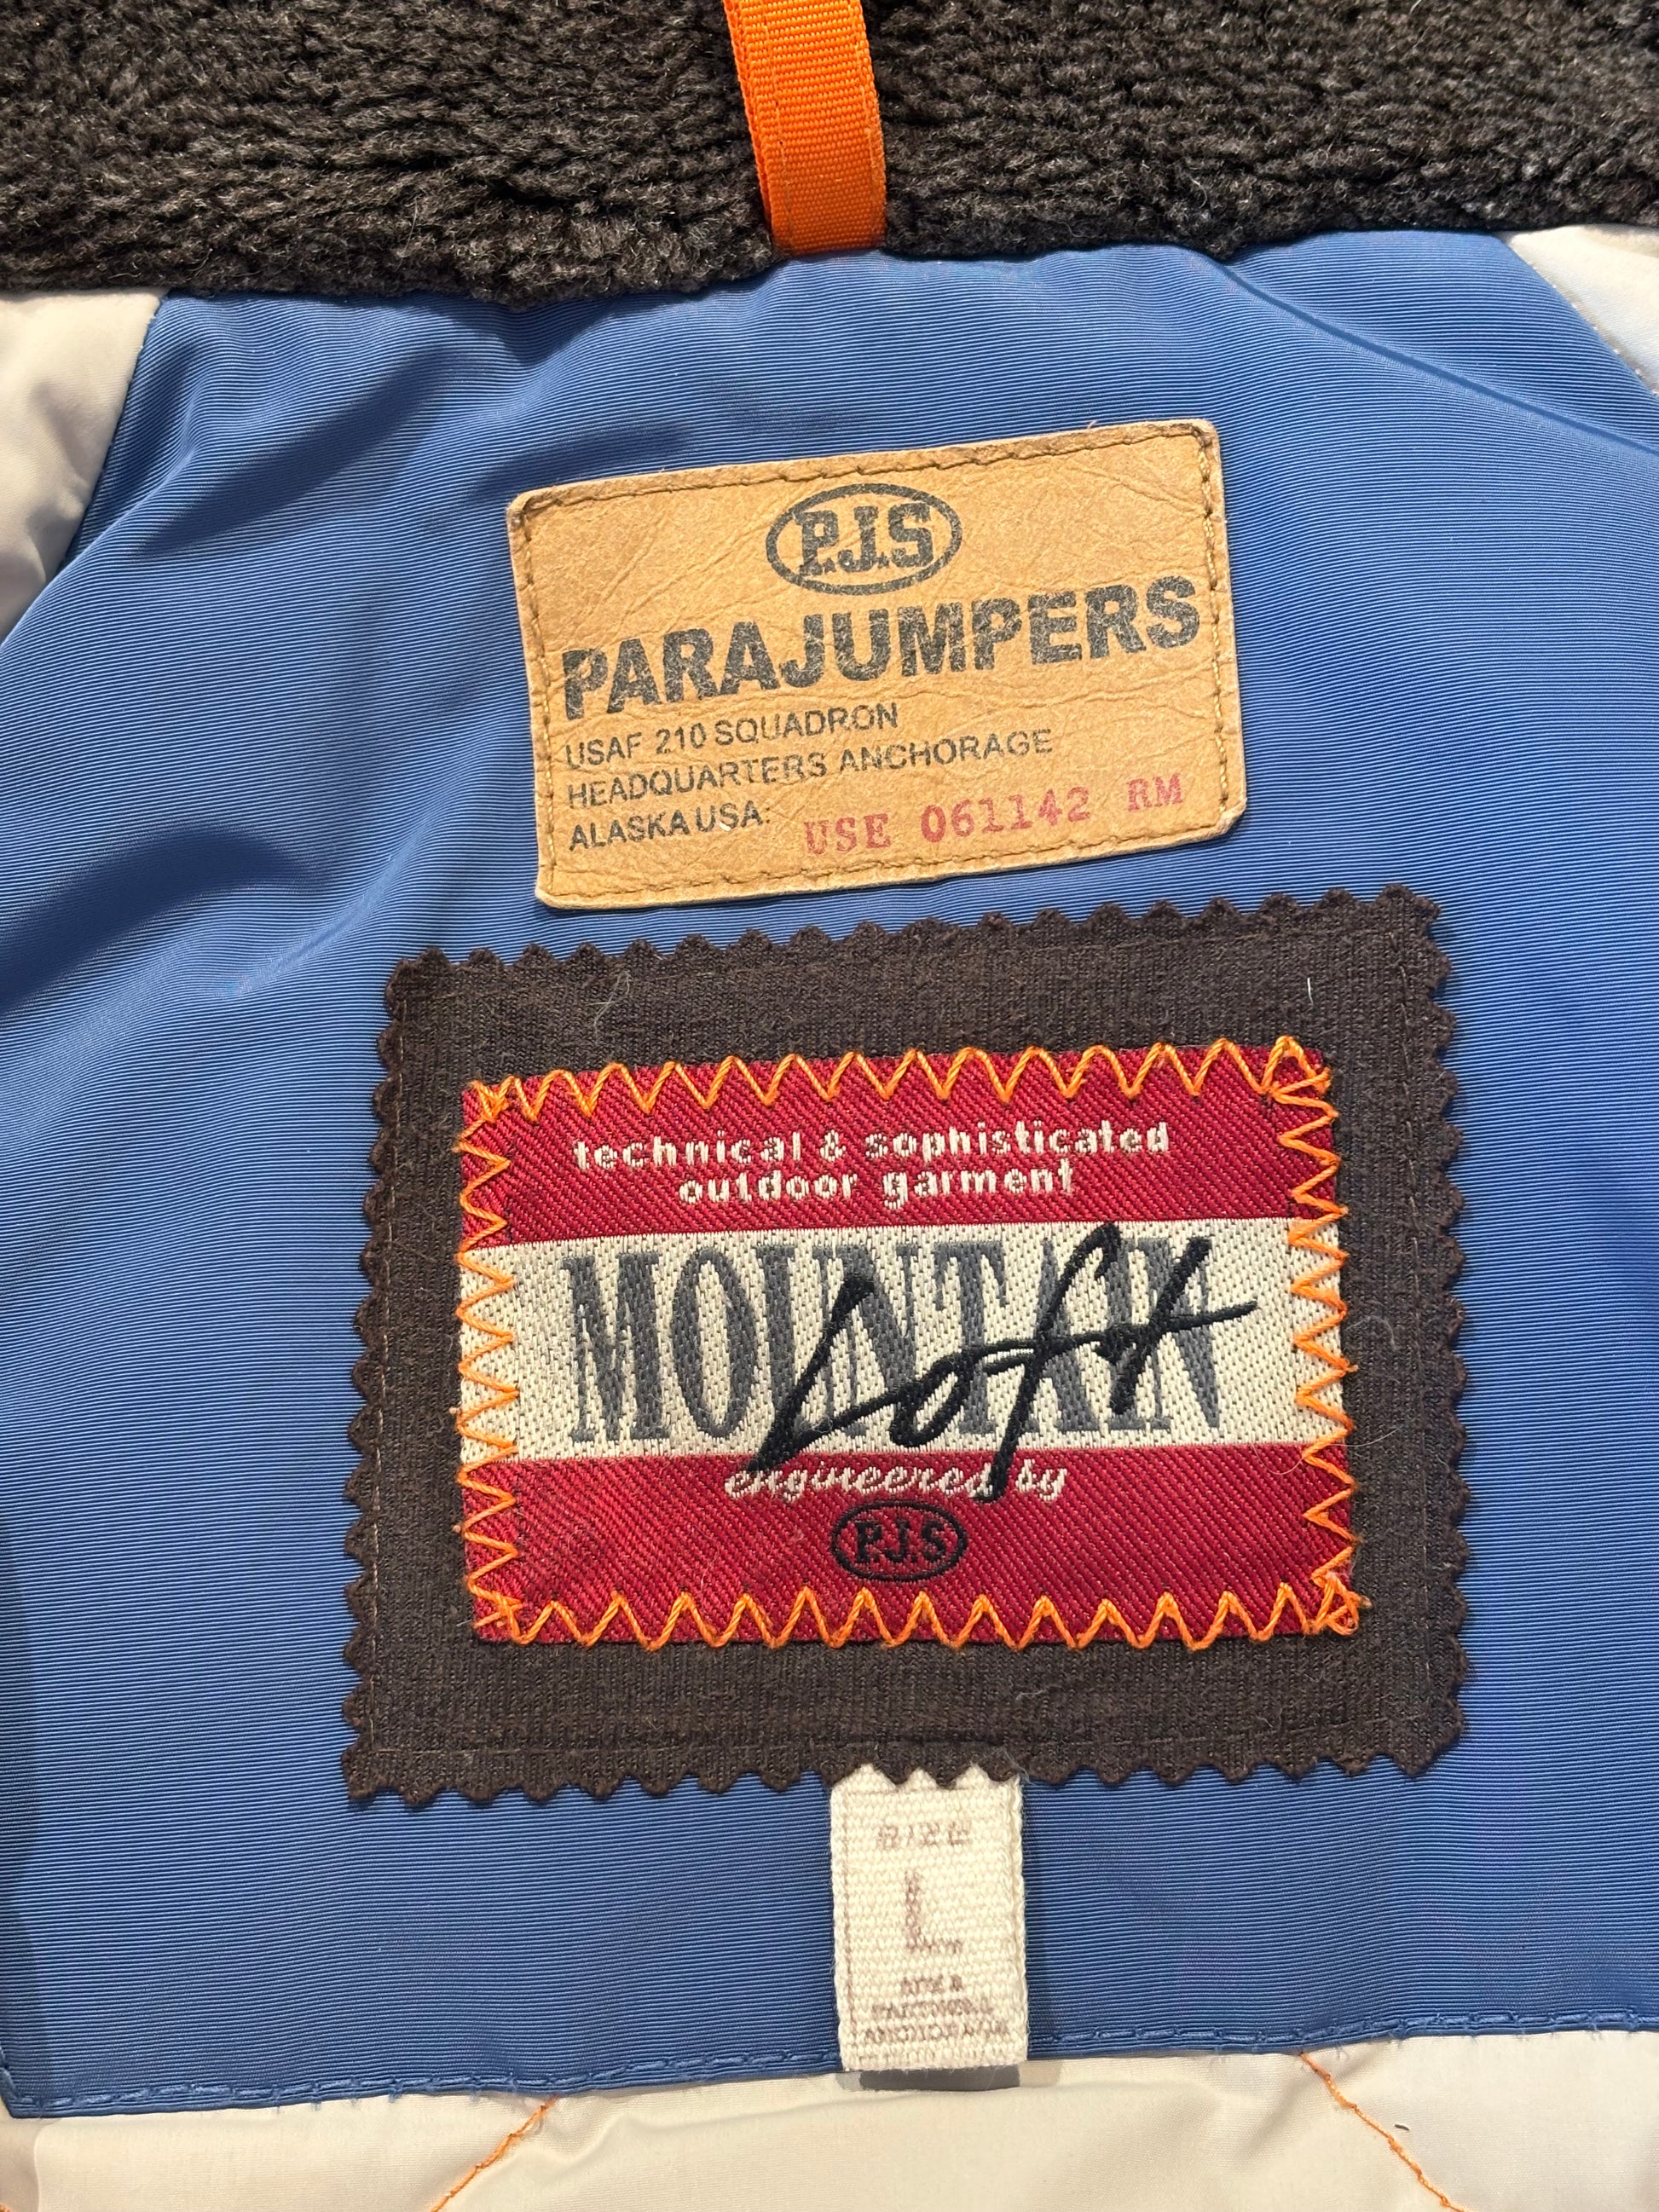 P.J.S
PARAJUMPERS
USAF 210 SQUADRON
HEADQUARTERS ANCHORAGE
ALASKA USA: USE 061142 RM
technical & sophisticated
outdoor garment
MOUNTAIN
Loft
engineered by
P.J.S
SIZE
L